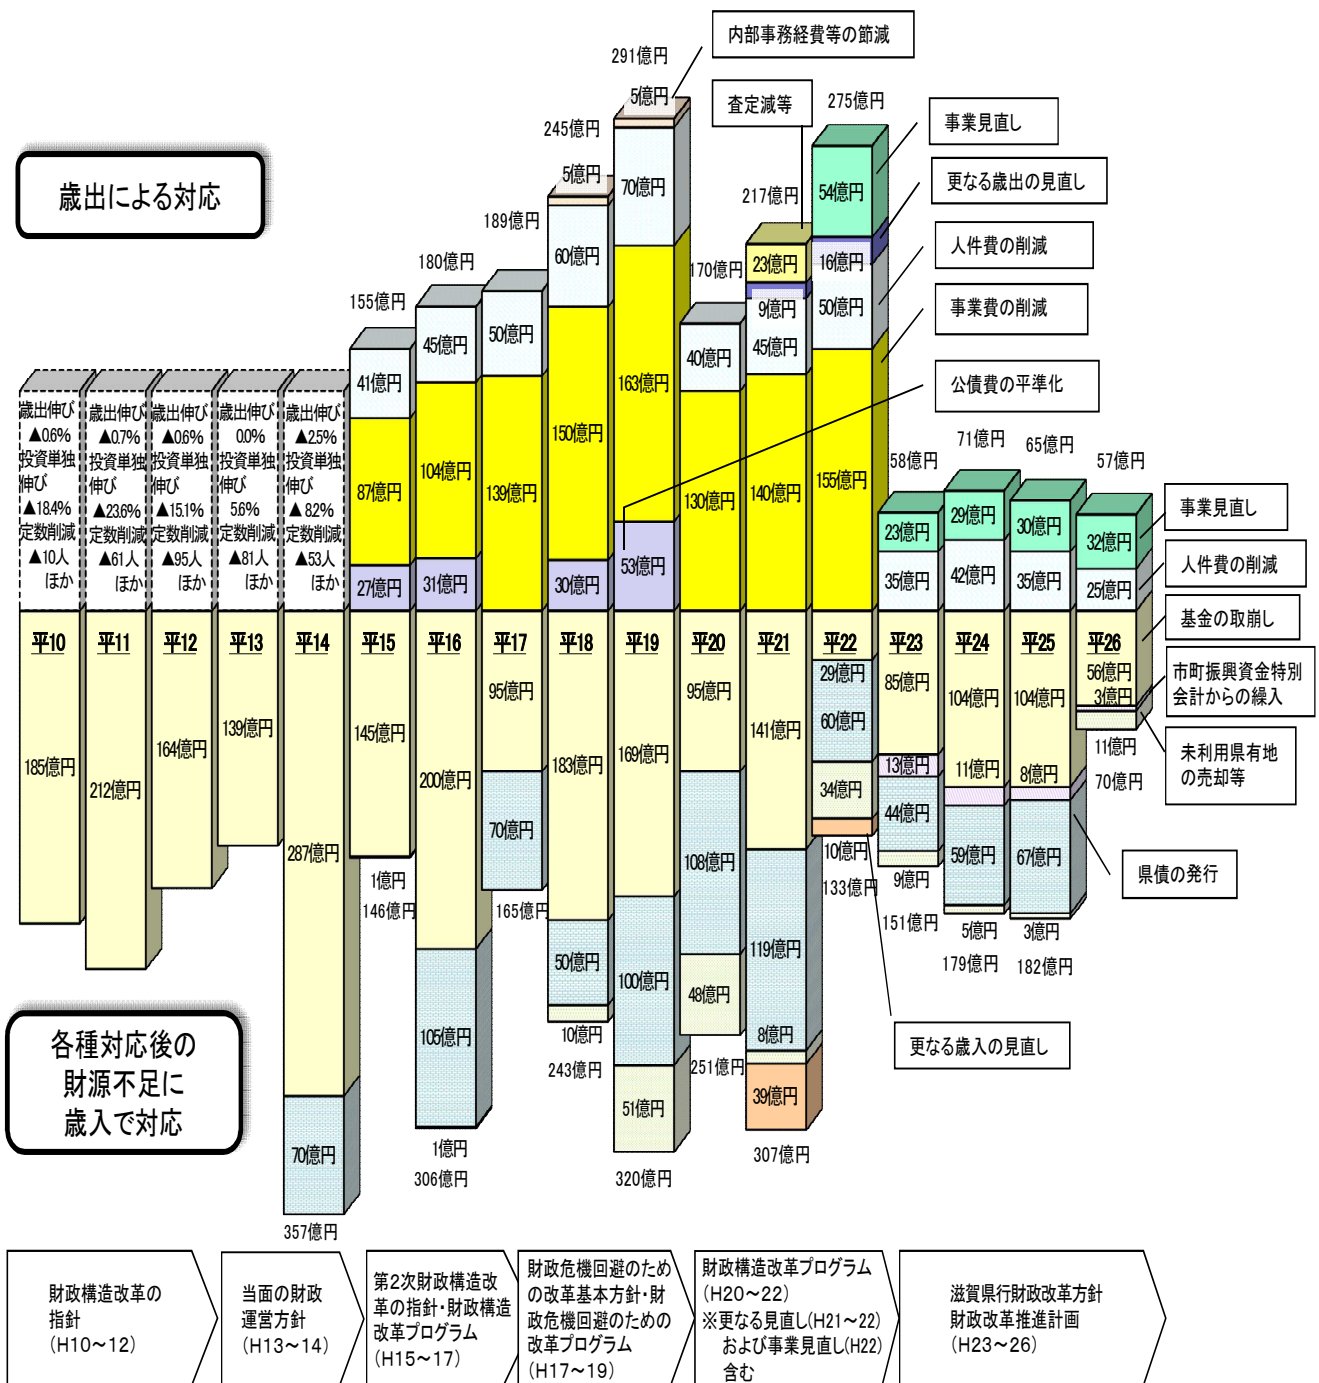 歳出による対応
内部事務経費等の節減
査定減等
事業見直し
更なる歳出の見直し
人件費の削減
事業費の削減
公債費の平準化
291億円
5億円
70億円
163億円
53億円
245億円
5億円
60億円
150億円
30億円
189億円
50億円
139億円
180億円
45億円
104億円
31億円
155億円
41億円
87億円
27億円
170億円
40億円
130億円
217億円
23億円
9億円
45億円
140億円
275億円
54億円
16億円
50億円
155億円
58億円
23億円
35億円
71億円
29億円
42億円
65億円
30億円
35億円
57億円
32億円
25億円
歳出伸び
▲0.6%
投資単独
伸び
▲18.4%
定数削減
▲10人
ほか
歳出伸び
▲0.7%
投資単独
伸び
▲23.6%
定数削減
▲61人
ほか
歳出伸び
▲0.6%
投資単独
伸び
▲15.1%
定数削減
▲95人
ほか
歳出伸び
0.0%
投資単独
伸び
5.6%
定数削減
▲81人
ほか
歳出伸び
▲2.5%
投資単独
伸び
▲8.2%
定数削減
▲53人
ほか
事業見直し
人件費の削減
基金の取崩し
市町振興資金特別
会計からの繰入
未利用県有地
の売却等
県債の発行
更なる歳入の見直し
平10
平11
平12
平13
平14
平15
平16
平17
平18
平19
平20
平21
平22
平23
平24
平25
平26
185億円
212億円
164億円
139億円
287億円
70億円
357億円
145億円
1億円
146億円
200億円
105億円
1億円
306億円
95億円
70億円
165億円
183億円
50億円
10億円
243億円
169億円
100億円
51億円
320億円
95億円
108億円
48億円
251億円
141億円
119億円
8億円
39億円
307億円
29億円
60億円
34億円
10億円
133億円
85億円
13億円
44億円
9億円
151億円
104億円
11億円
59億円
5億円
179億円
104億円
8億円
67億円
3億円
182億円
56億円
3億円
11億円
70億円
各種対応後の
財源不足に
歳入で対応
財政構造改革の
指針
(H10～12)
当面の財政
運営方針
(H13～14)
第2次財政構造改
革の指針・財政構造
改革プログラム
(H15～17)
財政危機回避のため
の改革基本方針・財
政危機回避のための
改革プログラム
(H17～19)
財政構造改革プログラム
(H20～22)
※更なる見直し(H21～22)
および事業見直し(H22)
含む
滋賀県行財政改革方針
財政改革推進計画
(H23～26)